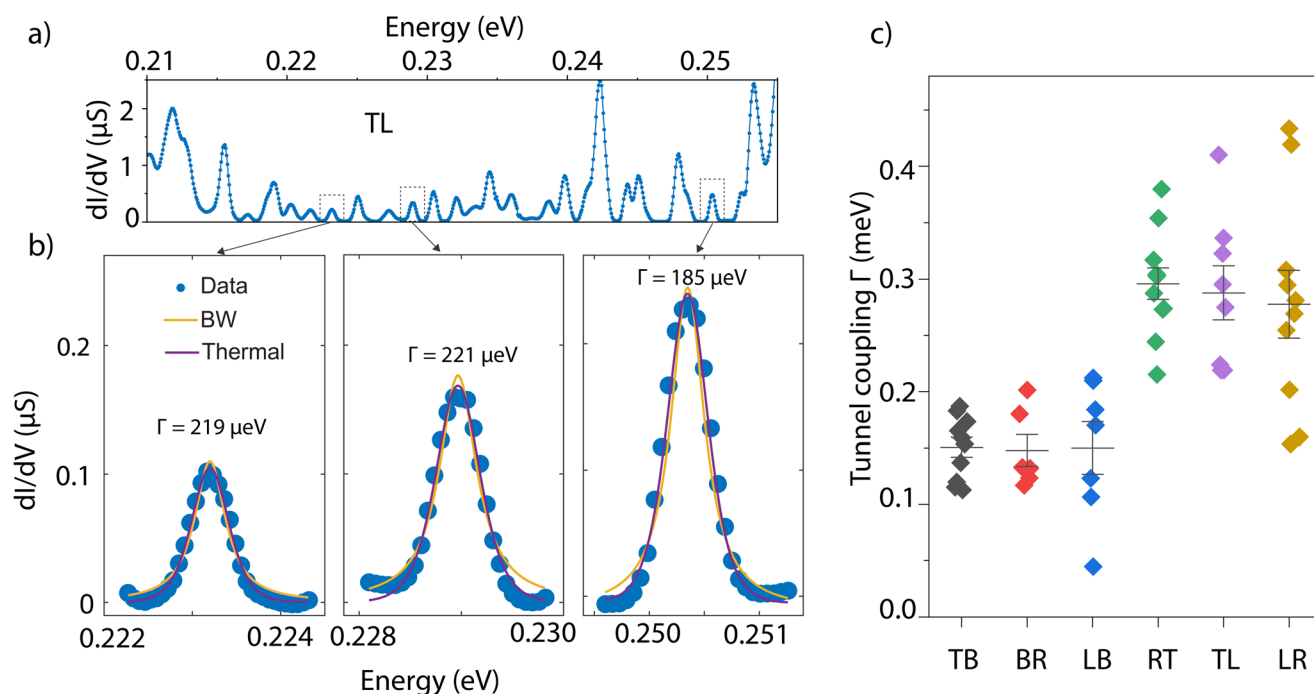 a)
Energy (eV)
0.21 0.22 0.23 0.24 0.25
dI/dV (µS)
2
1
0
TL
b)
Data
BW
Thermal
Γ = 219 µeV
Γ = 221 µeV
Γ = 185 µeV
dI/dV (µS)
0.2
0.1
0
0.222 0.224 0.228 0.230 0.250 0.251
Energy (eV)
c)
Tunnel coupling Γ (meV)
0.4
0.3
0.2
0.1
0.0
TB BR LB RT TL LR